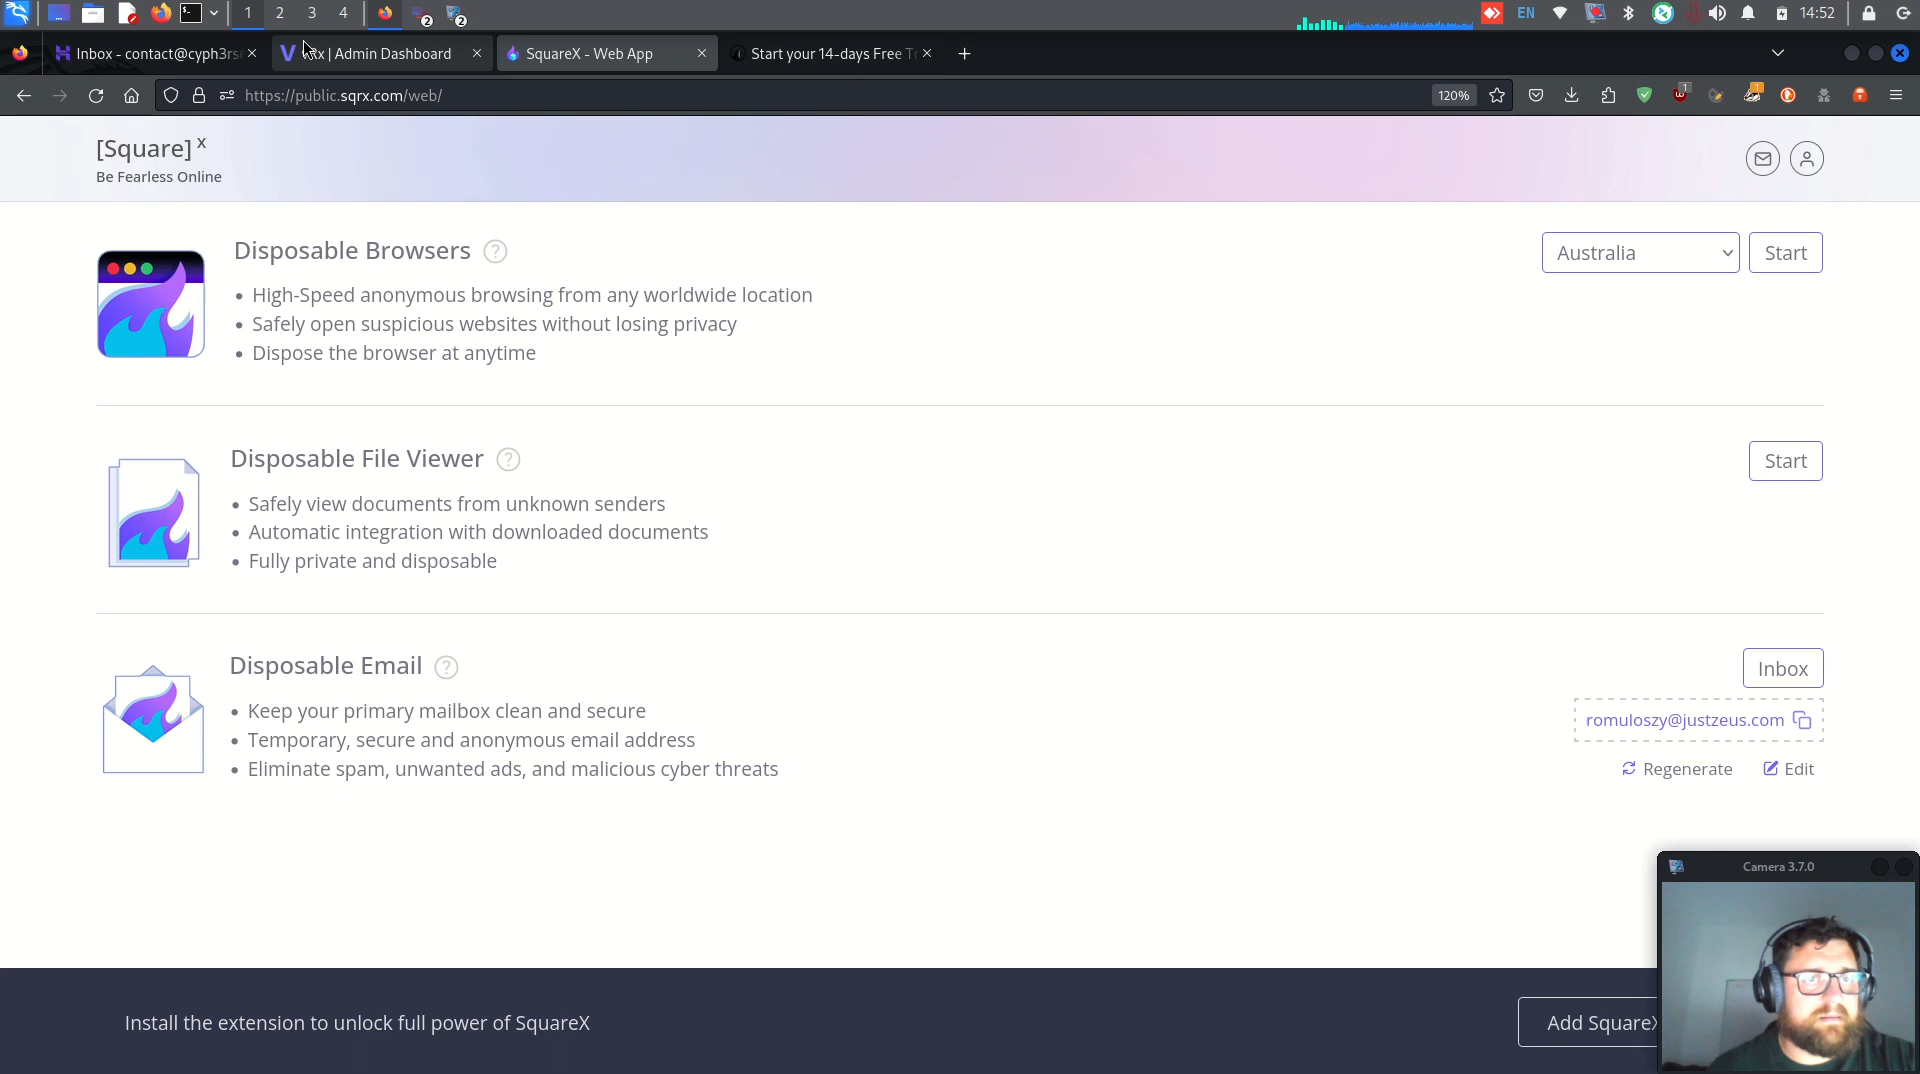 1 2 3 4 2 2 EN 14:52
Inbox - contact@cyph3rs
x | Admin Dashboard
SquareX - Web App
Start your 14-days Free Tr
https://public.sqrx.com/web/
120%
1
1
[Square] X
Be Fearless Online
Disposable Browsers ?
Australia
Start
• High-Speed anonymous browsing from any worldwide location
• Safely open suspicious websites without losing privacy
• Dispose the browser at anytime
Disposable File Viewer ?
Start
• Safely view documents from unknown senders
• Automatic integration with downloaded documents
• Fully private and disposable
Disposable Email ?
Inbox
• Keep your primary mailbox clean and secure
romuloszy@justzeus.com
• Temporary, secure and anonymous email address
• Eliminate spam, unwanted ads, and malicious cyber threats
Regenerate
Edit
Camera 3.7.0
Install the extension to unlock full power of SquareX
Add SquareX